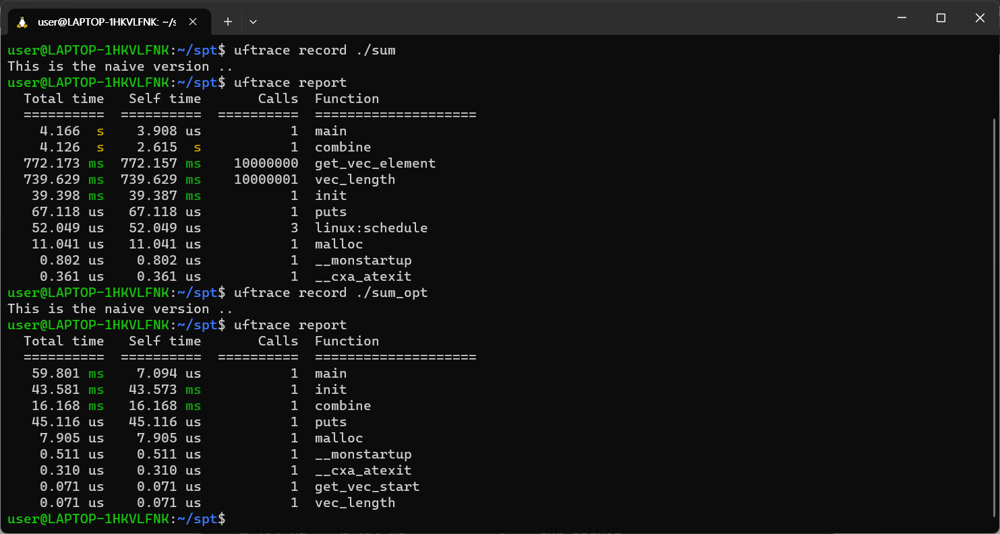 user@LAPTOP-1HKVLFNK: ~/s
user@LAPTOP-1HKVLFNK:~/spt$ uftrace record ./sum
This is the naive version ..
user@LAPTOP-1HKVLFNK:~/spt$ uftrace report
  Total time   Self time       Calls  Function
  ==========  ==========  ==========  ====================
    4.166  s    3.908 us           1  main
    4.126  s    2.615  s           1  combine
  772.173 ms  772.157 ms    10000000  get_vec_element
  739.629 ms  739.629 ms    10000001  vec_length
   39.398 ms   39.387 ms           1  init
   67.118 us   67.118 us           1  puts
   52.049 us   52.049 us           3  linux:schedule
   11.041 us   11.041 us           1  malloc
    0.802 us    0.802 us           1  __monstartup
    0.361 us    0.361 us           1  __cxa_atexit
user@LAPTOP-1HKVLFNK:~/spt$ uftrace record ./sum_opt
This is the naive version ..
user@LAPTOP-1HKVLFNK:~/spt$ uftrace report
  Total time   Self time       Calls  Function
  ==========  ==========  ==========  ====================
   59.801 ms    7.094 us           1  main
   43.581 ms   43.573 ms           1  init
   16.168 ms   16.168 ms           1  combine
   45.116 us   45.116 us           1  puts
    7.905 us    7.905 us           1  malloc
    0.511 us    0.511 us           1  __monstartup
    0.310 us    0.310 us           1  __cxa_atexit
    0.071 us    0.071 us           1  get_vec_start
    0.071 us    0.071 us           1  vec_length
user@LAPTOP-1HKVLFNK:~/spt$